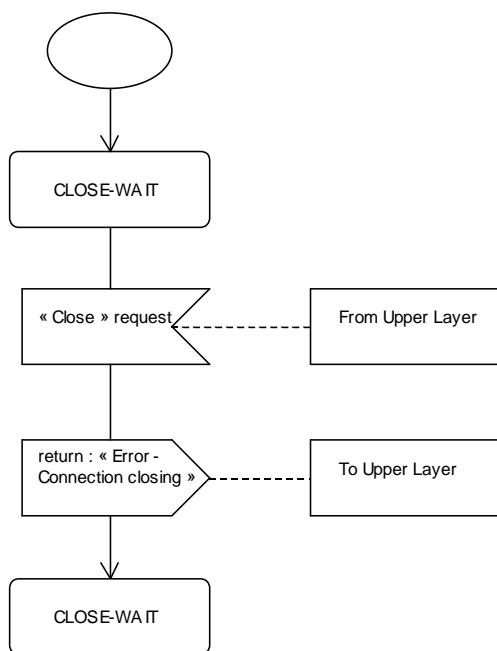 CLOSE-WAIT
« Close » request
From Upper Layer
return : « Error -
Connection closing »
To Upper Layer
CLOSE-WAIT